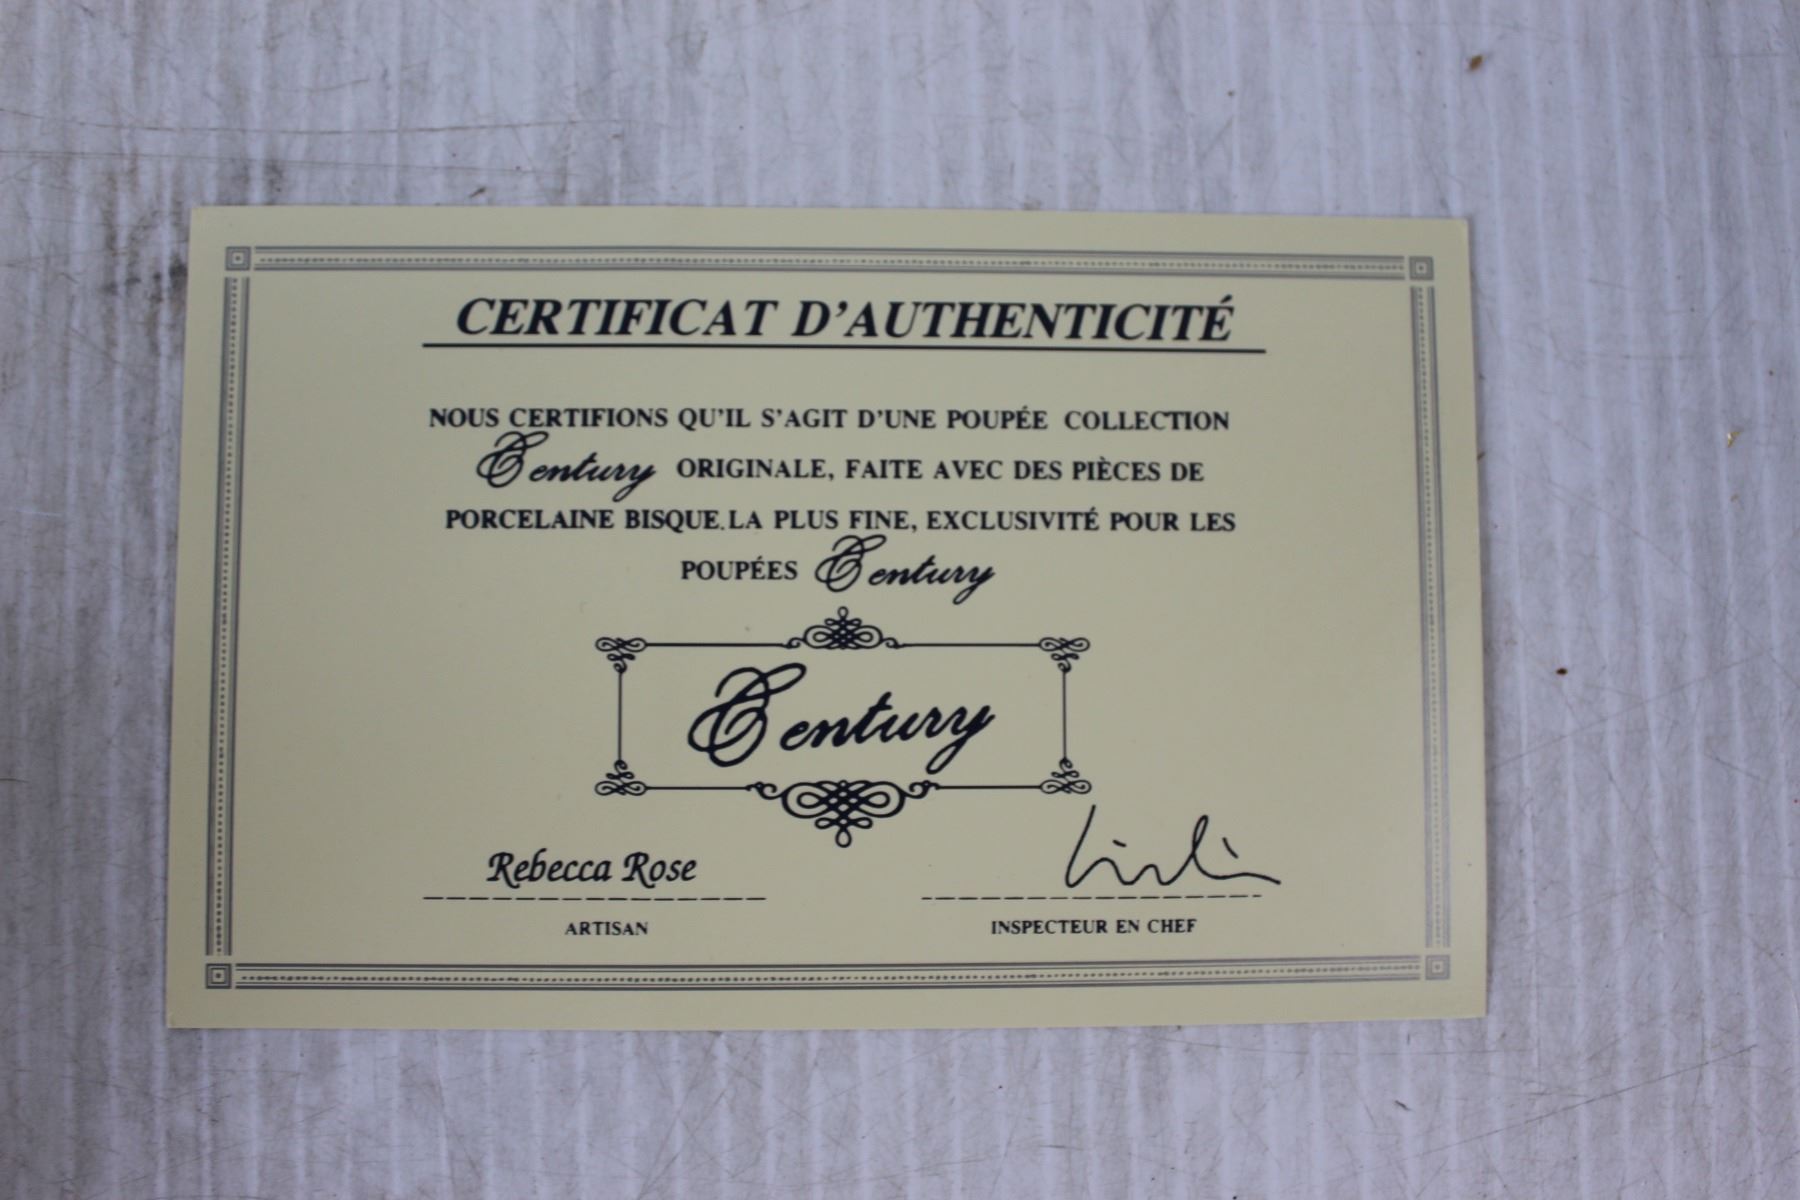 CERTIFICAT D'AUTHENTICITÉ
NOUS CERTIFIONS QU'IL S'AGIT D'UNE POUPÉE COLLECTION
Century ORIGINALE, FAITE AVEC DES PIÈCES DE
PORCELAINE BISQUE.LA PLUS FINE, EXCLUSIVITÉ POUR LES
POUPÉES Century
Century
Rebecca Rose
ARTISAN
INSPECTEUR EN CHEF